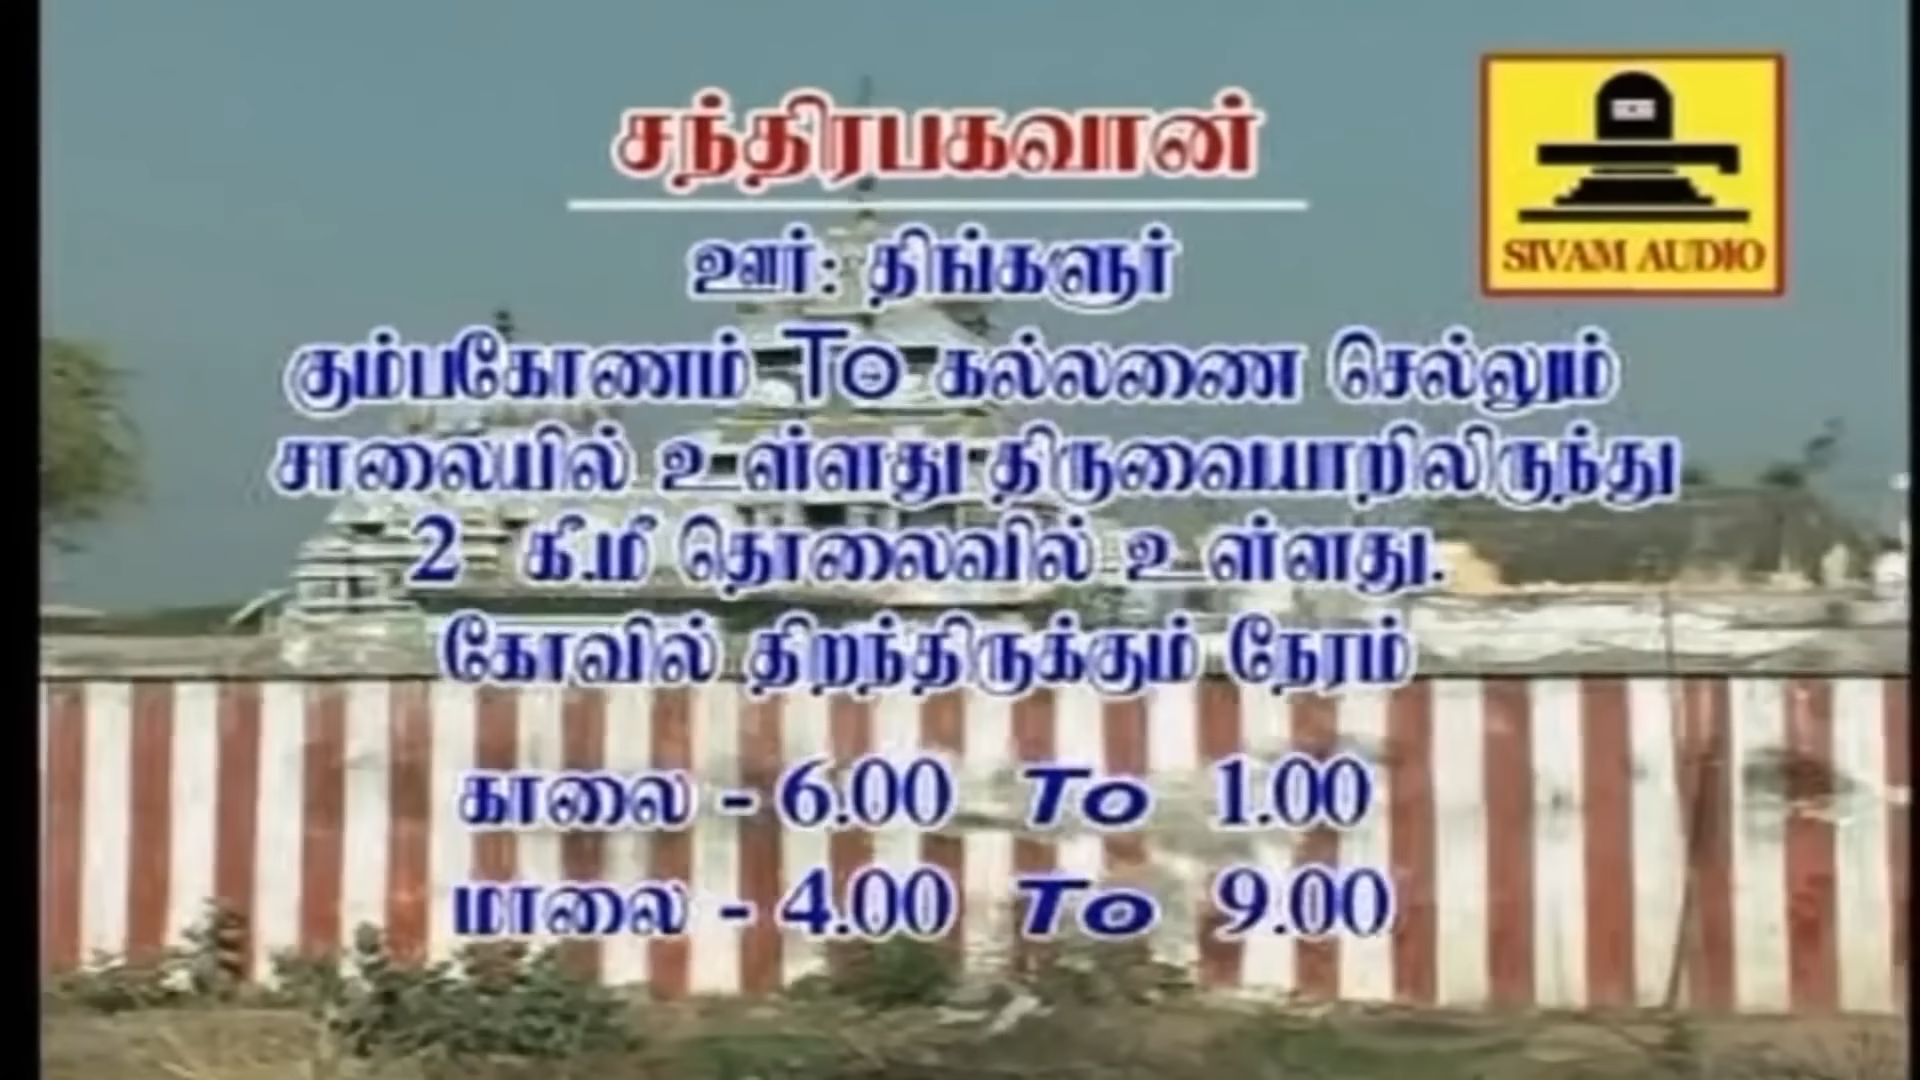 சந்திரபகவான்
SIVAM AUDIO
ஊர்: திங்களுர்
கும்பகோணம் To கல்லணை செல்லும்
சாலையில் உள்ளது திருவையாறிலிருந்து
2 கீ.மீ தொலைவில் உள்ளது.
கோவில் திறந்திருக்கும் நேரம்
காலை - 6.00 To 1.00
மாலை - 4.00 To 9.00